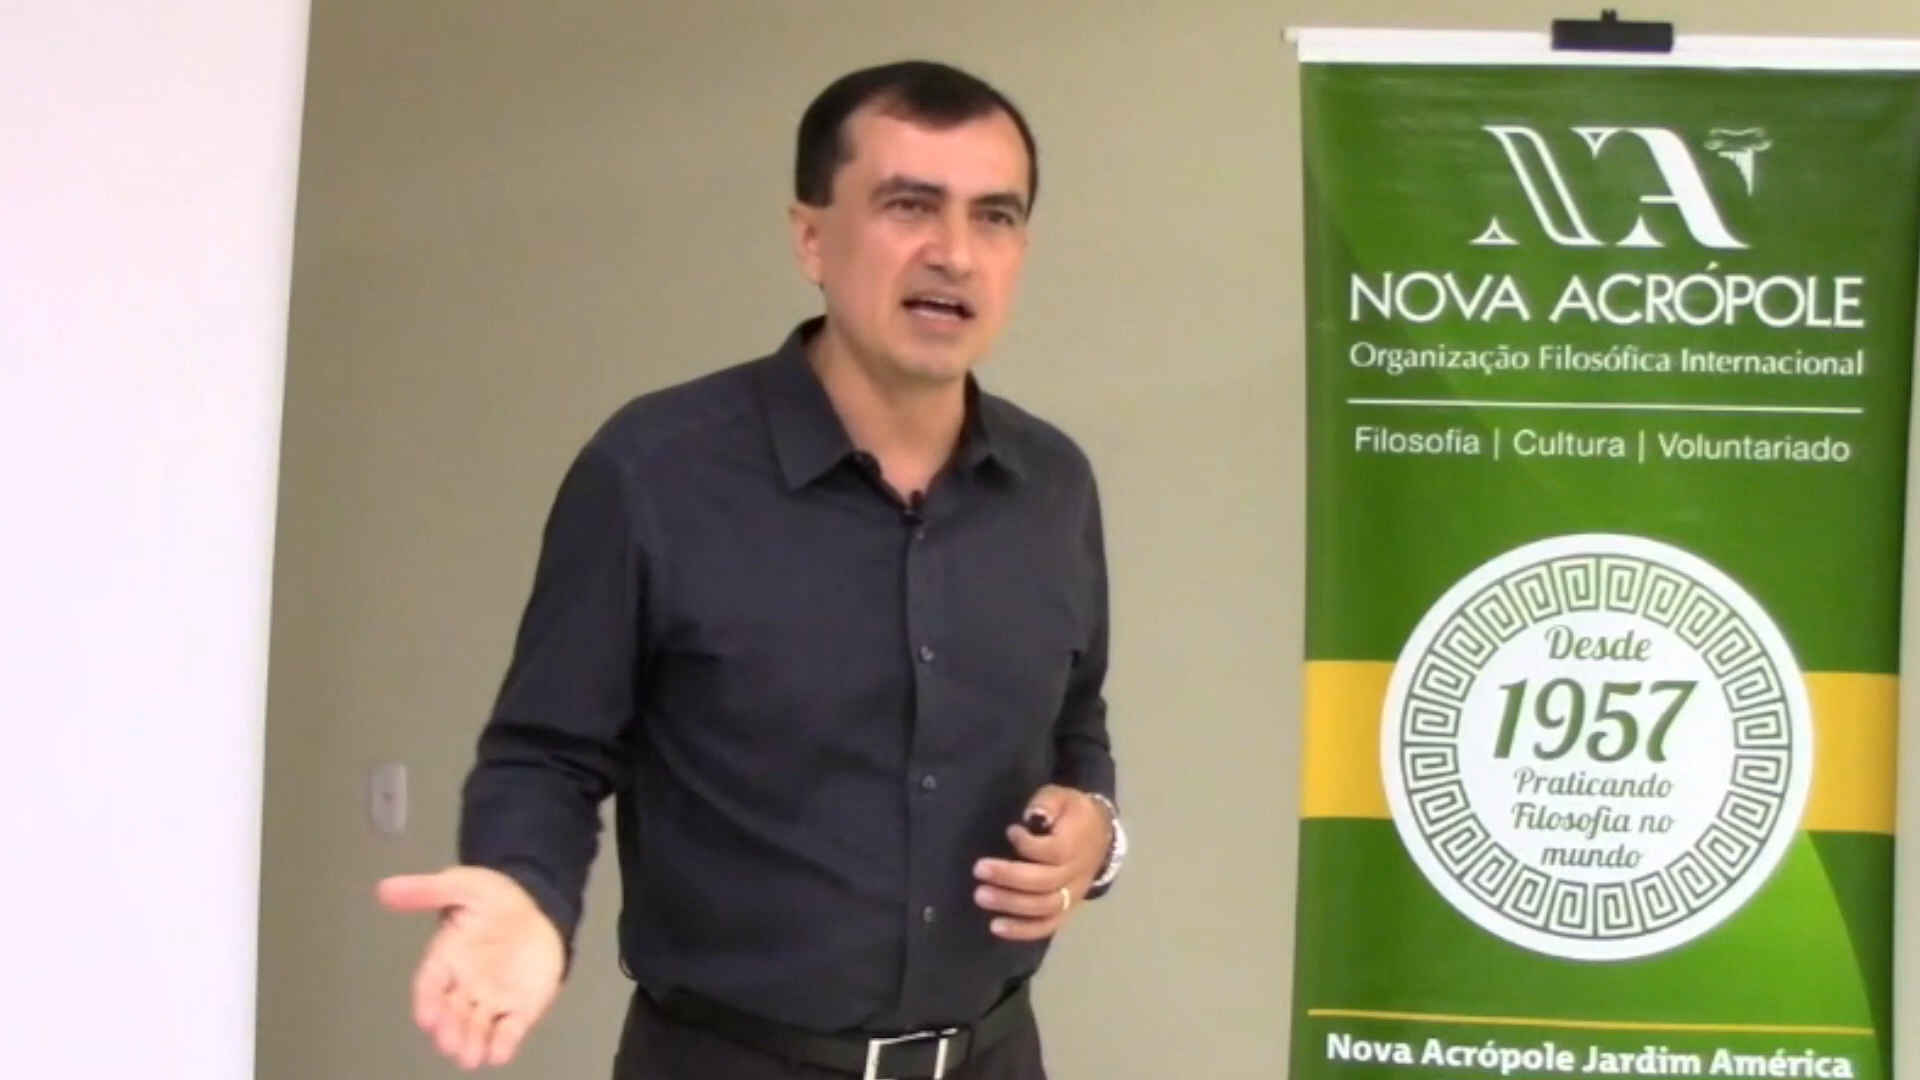 NA
NOVA ACRÓPOLE
Organização Filosófica Internacional
Filosofia | Cultura | Voluntariado
Desde
1957
Praticando
Filosofia no
mundo
Nova Acrópole Jardim América